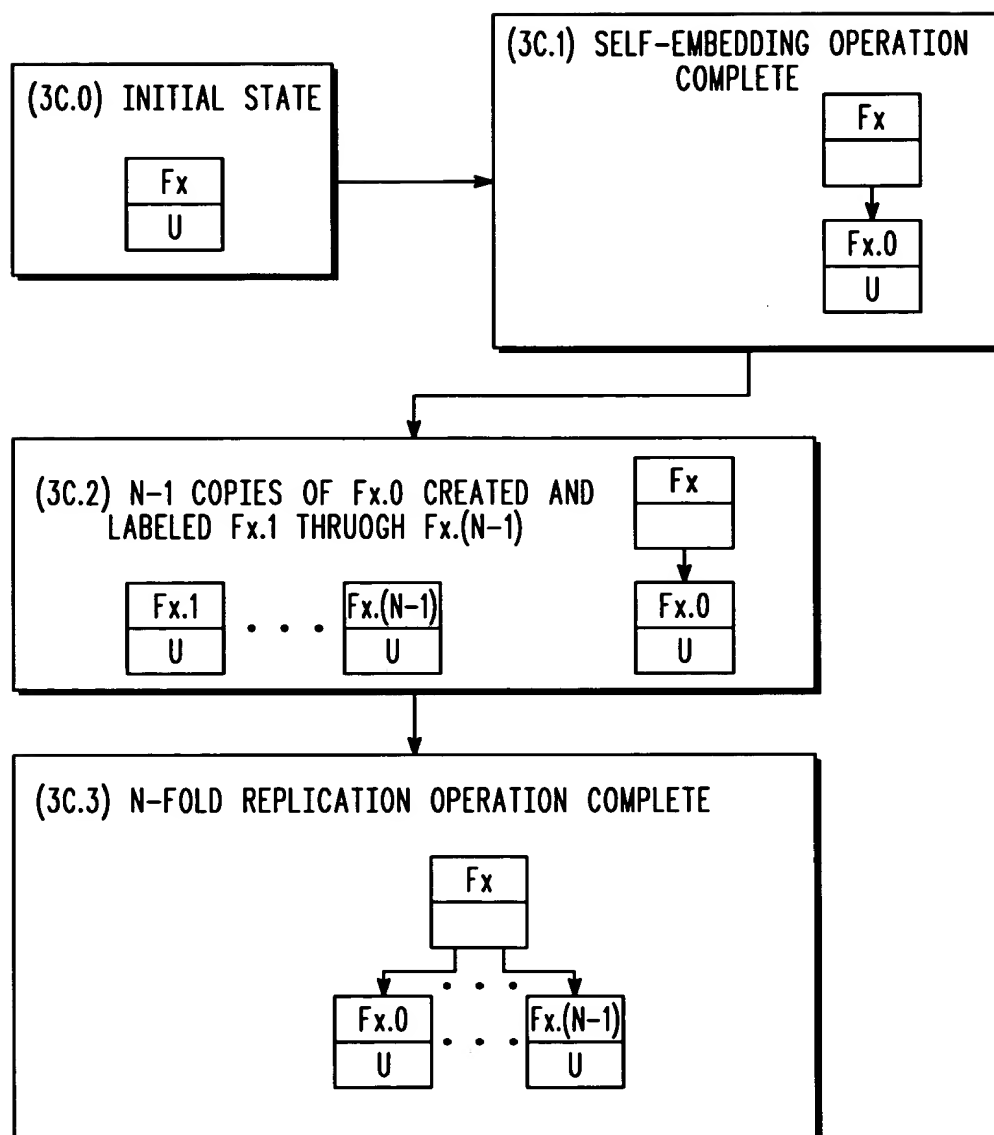 (3C.0) INITIAL STATE
Fx
U
(3C.1) SELF-EMBEDDING OPERATION
COMPLETE
Fx
Fx.0
U
(3C.2) N-1 COPIES OF Fx.0 CREATED AND
LABELED Fx.1 THRUOGH Fx.(N-1)
Fx
Fx.1 . . . Fx.(N-1) Fx.0
U U U
(3C.3) N-FOLD REPLICATION OPERATION COMPLETE
Fx
. . .
Fx.0 . . . Fx.(N-1)
U U